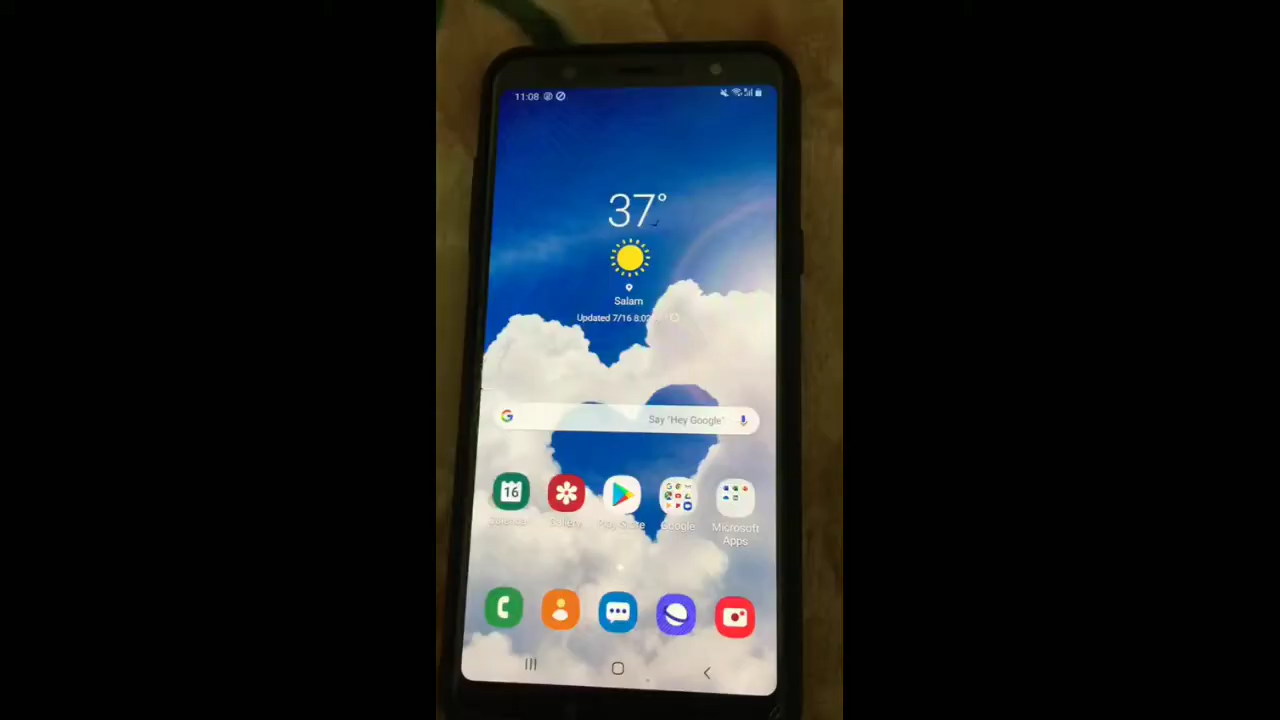 11:08
37°
Salam
Updated 7/16 8:02
Say "Hey Google"
16
Calendar
Gallery
Play Store
Google
Microsoft
Apps